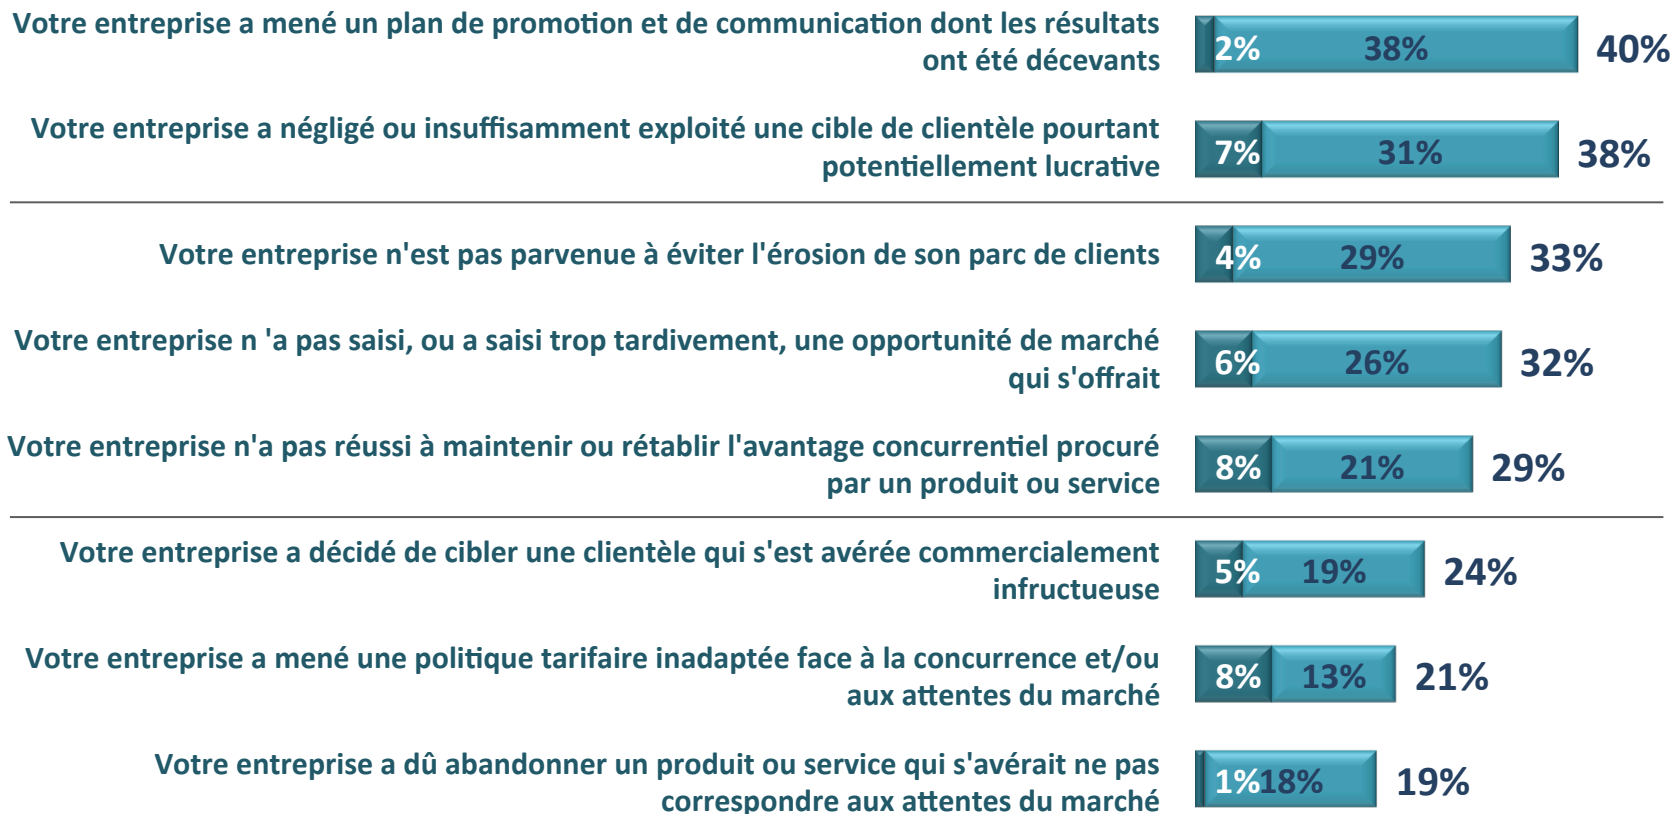 Votre entreprise a mené un plan de promotion et de communication dont les résultats
ont été décevants
2% 38% 40%
Votre entreprise a négligé ou insuffisamment exploité une cible de clientèle pourtant
potentiellement lucrative
7% 31% 38%
Votre entreprise n'est pas parvenue à éviter l'érosion de son parc de clients
4% 29% 33%
Votre entreprise n 'a pas saisi, ou a saisi trop tardivement, une opportunité de marché
qui s'offrait
6% 26% 32%
Votre entreprise n'a pas réussi à maintenir ou rétablir l'avantage concurrentiel procuré
par un produit ou service
8% 21% 29%
Votre entreprise a décidé de cibler une clientèle qui s'est avérée commercialement
infructueuse
5% 19% 24%
Votre entreprise a mené une politique tarifaire inadaptée face à la concurrence et/ou
aux attentes du marché
8% 13% 21%
Votre entreprise a dû abandonner un produit ou service qui s'avérait ne pas
correspondre aux attentes du marché
1% 18% 19%